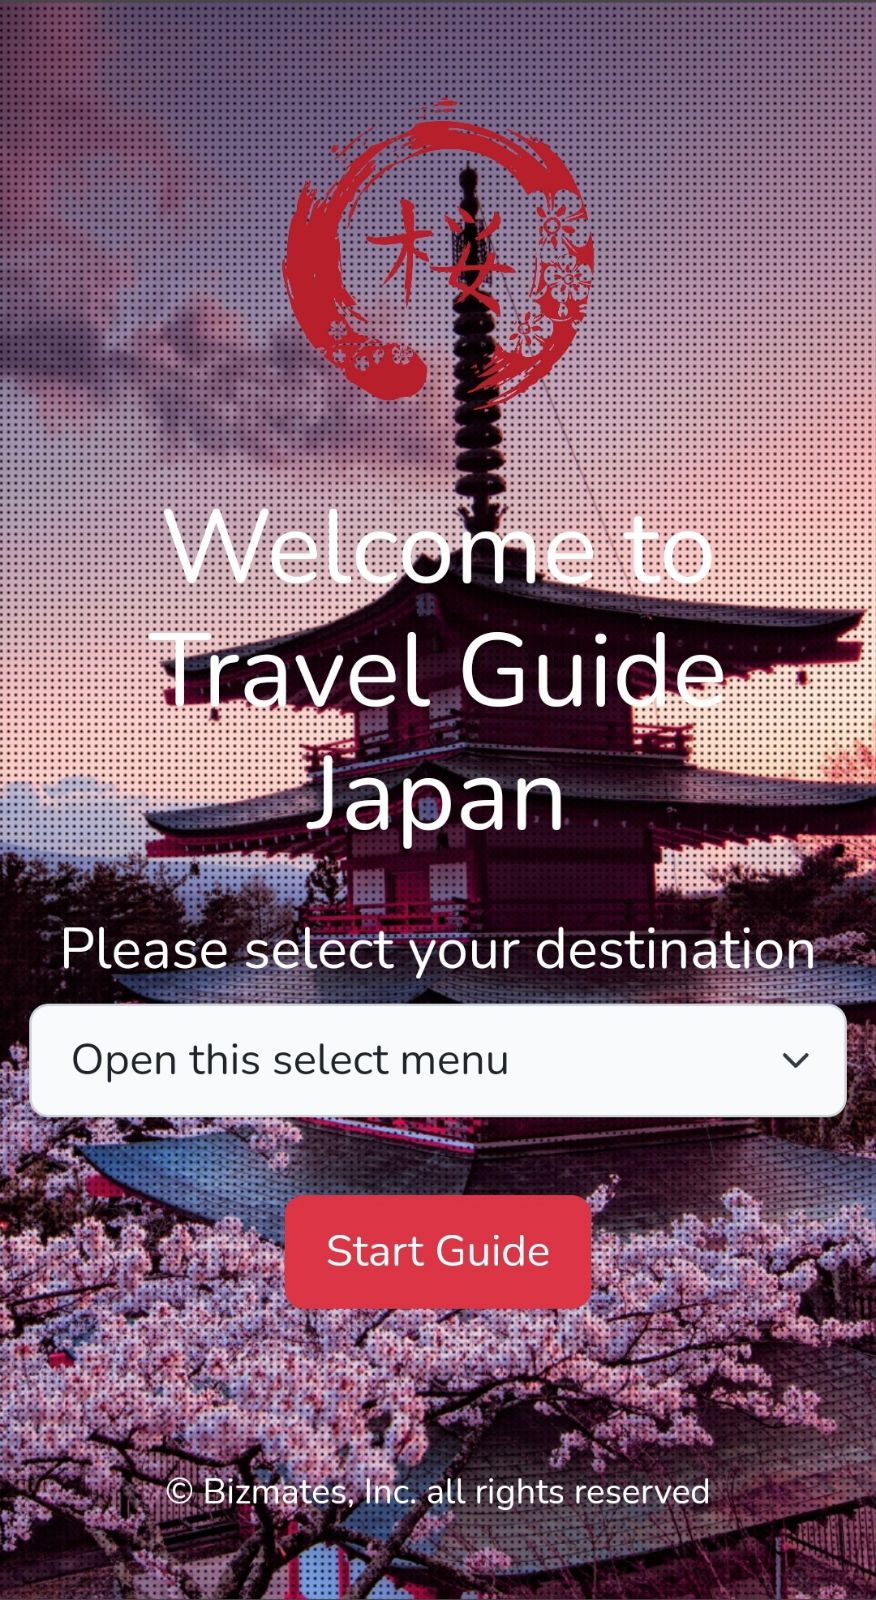 桜
Welcome to
Travel Guide
Japan
Please select your destination
Open this select menu
Start Guide
© Bizmates, Inc. all rights reserved